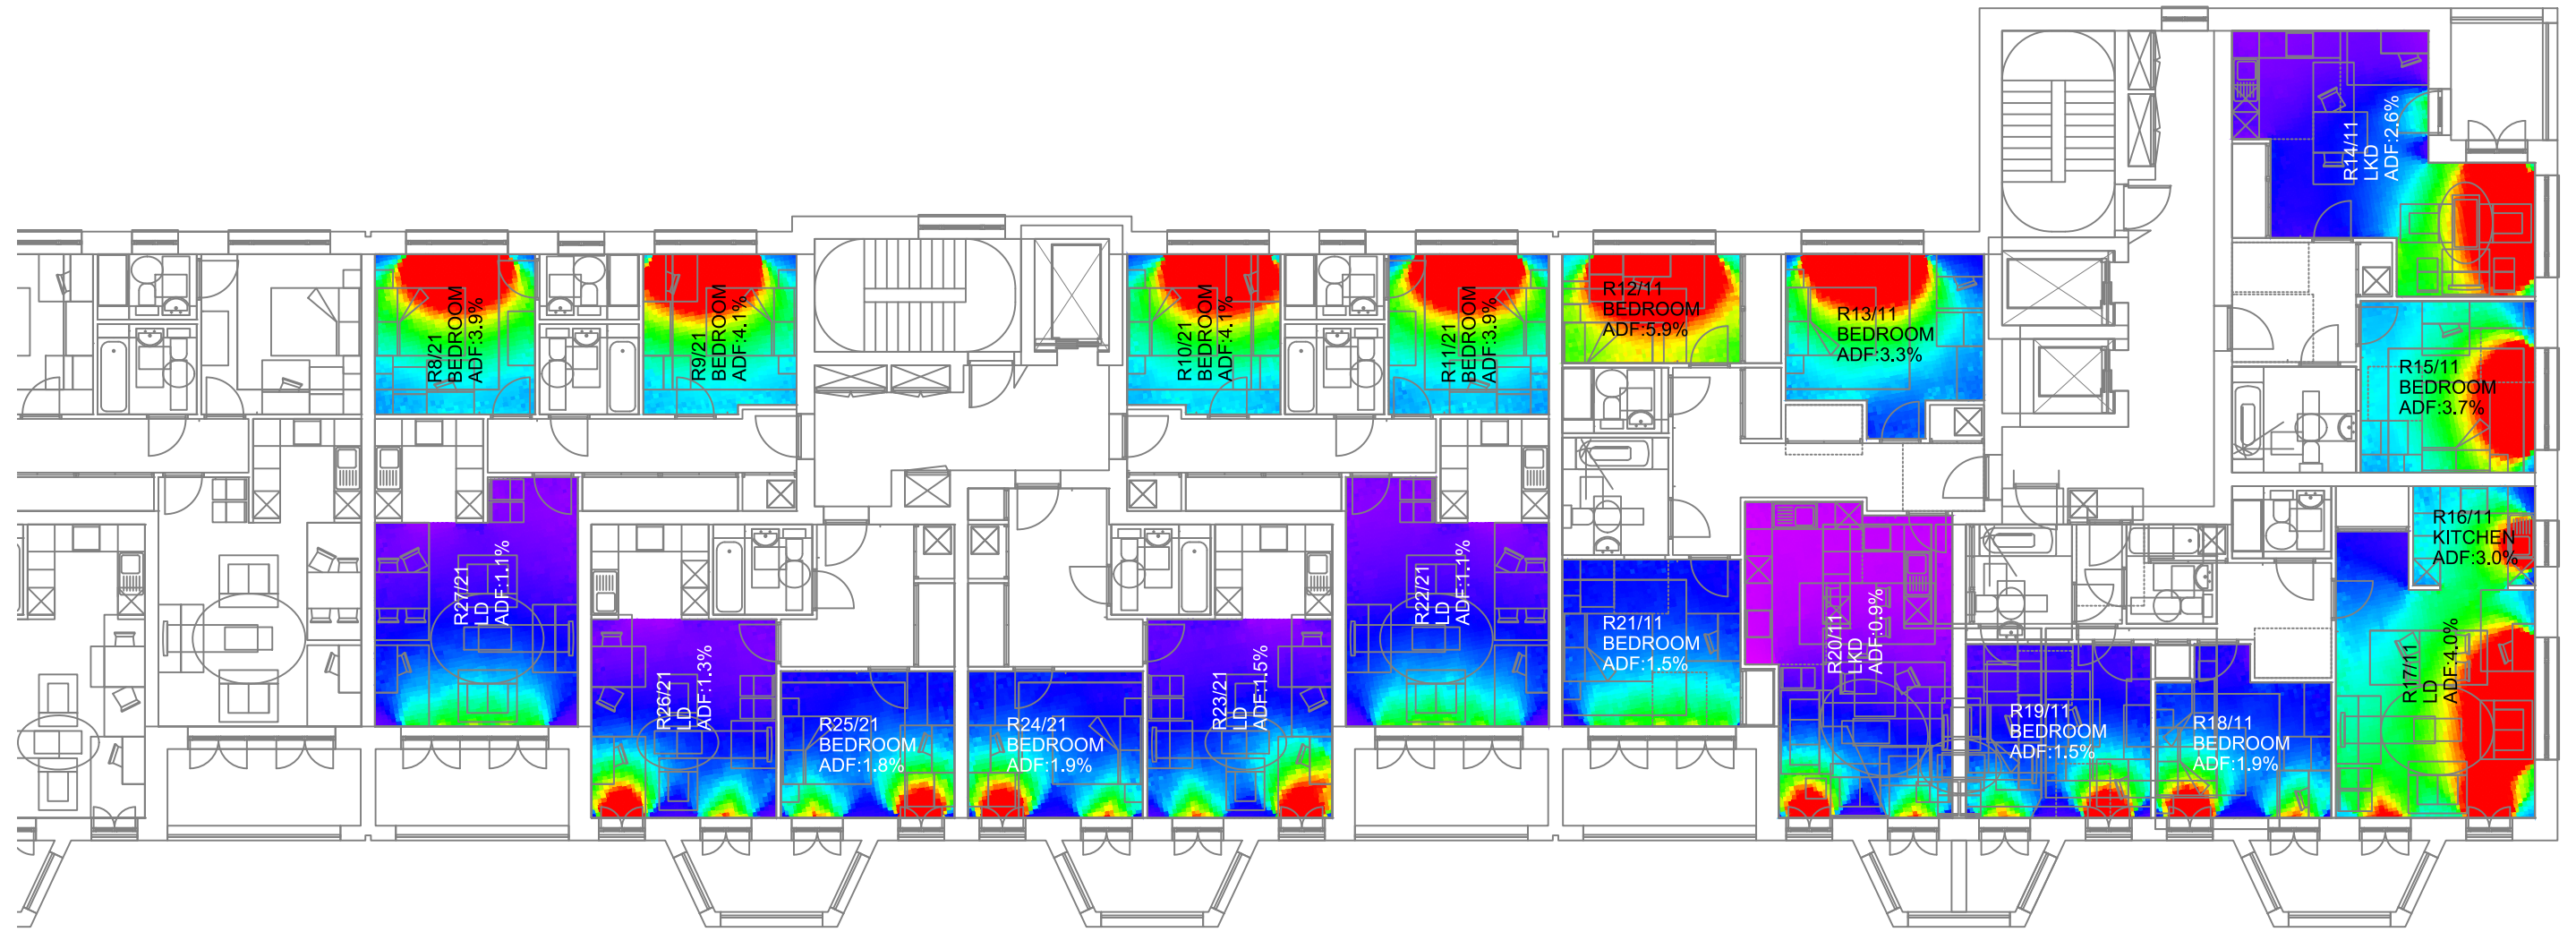 R14/11
LKD
ADF:2.6%
R8/21
BEDROOM
ADF:3.9%
R9/21
BEDROOM
ADF:4.1%
R10/21
BEDROOM
ADF:4.1%
R11/21
BEDROOM
ADF:3.9%
R12/11
BEDROOM
ADF:5.9%
R13/11
BEDROOM
ADF:3.3%
R15/11
BEDROOM
ADF:3.7%
R16/11
KITCHEN
ADF:3.0%
R27/21
LD
ADF:1.1%
R26/21
LD
ADF:1.3%
R25/21
BEDROOM
ADF:1.8%
R24/21
BEDROOM
ADF:1.9%
R23/21
LD
ADF:1.5%
R22/21
LD
ADF:1.1%
R21/11
BEDROOM
ADF:1.5%
R20/11
LKD
ADF:0.9%
R19/11
BEDROOM
ADF:1.5%
R18/11
BEDROOM
ADF:1.9%
R17/11
LD
ADF:4.0%